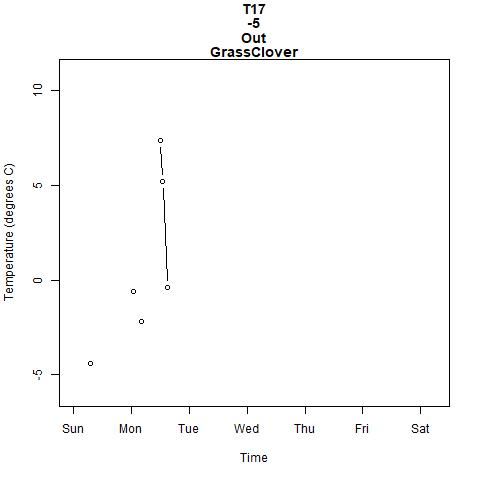 T17
-5
Out
GrassClover
Temperature (degrees C)
10
5
0
-5
Sun Mon Tue Wed Thu Fri Sat
Time